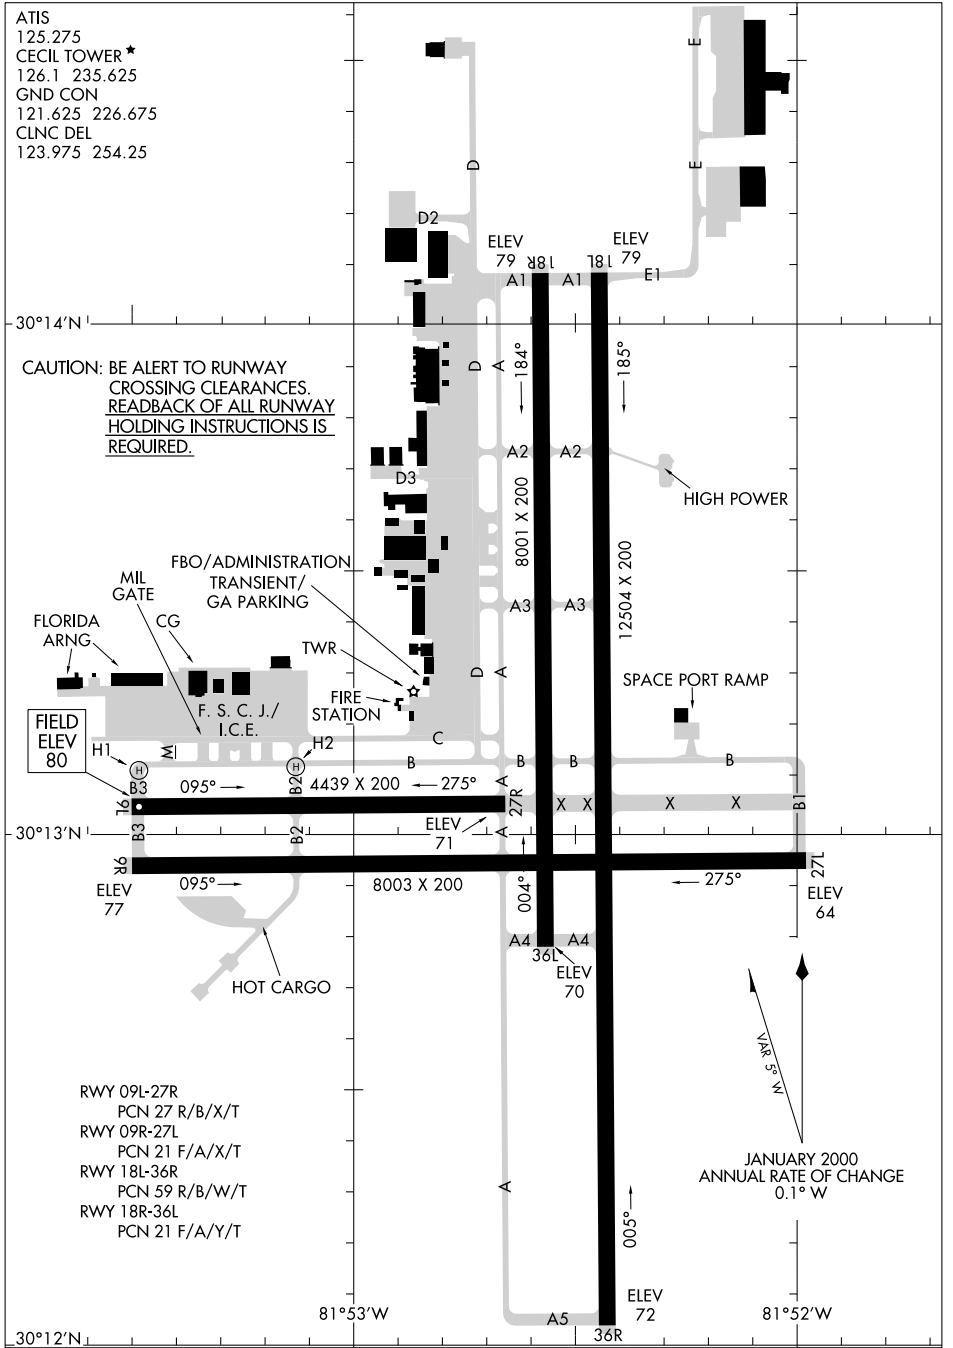 ATIS
125.275
CECIL TOWER ★
126.1 235.625
GND CON
121.625 226.675
CLNC DEL
123.975 254.25
E
D
E
D2
ELEV
79
18R
18L
ELEV
79
A1
A1
E1
30°14'N
CAUTION: BE ALERT TO RUNWAY
CROSSING CLEARANCES.
READBACK OF ALL RUNWAY
HOLDING INSTRUCTIONS IS
REQUIRED.
D
A
184°
185°
A2
A2
D3
HIGH POWER
8001 X 200
12504 X 200
FBO/ADMINISTRATION
TRANSIENT/
GA PARKING
MIL
GATE
A3
A3
FLORIDA
ARNG
CG
TWR
D
A
SPACE PORT RAMP
FIRE
STATION
F. S. C. J./
I.C.E.
FIELD
ELEV
80
H1
M
H2
C
H
H
B
B
B
B
B3
095°
B2
4439 X 200
275°
A
9L
27R
X
X
X
X
B1
B3
B2
ELEV
71
A
30°13'N
9R
27L
ELEV
77
095°
8003 X 200
004°
275°
ELEV
64
A4
A4
36L
ELEV
70
HOT CARGO
VAR 5° W
RWY 09L-27R
PCN 27 R/B/X/T
RWY 09R-27L
PCN 21 F/A/X/T
RWY 18L-36R
PCN 59 R/B/W/T
RWY 18R-36L
PCN 21 F/A/Y/T
JANUARY 2000
ANNUAL RATE OF CHANGE
0.1° W
A
005°
81°53'W
81°52'W
ELEV
72
A5
36R
30°12'N